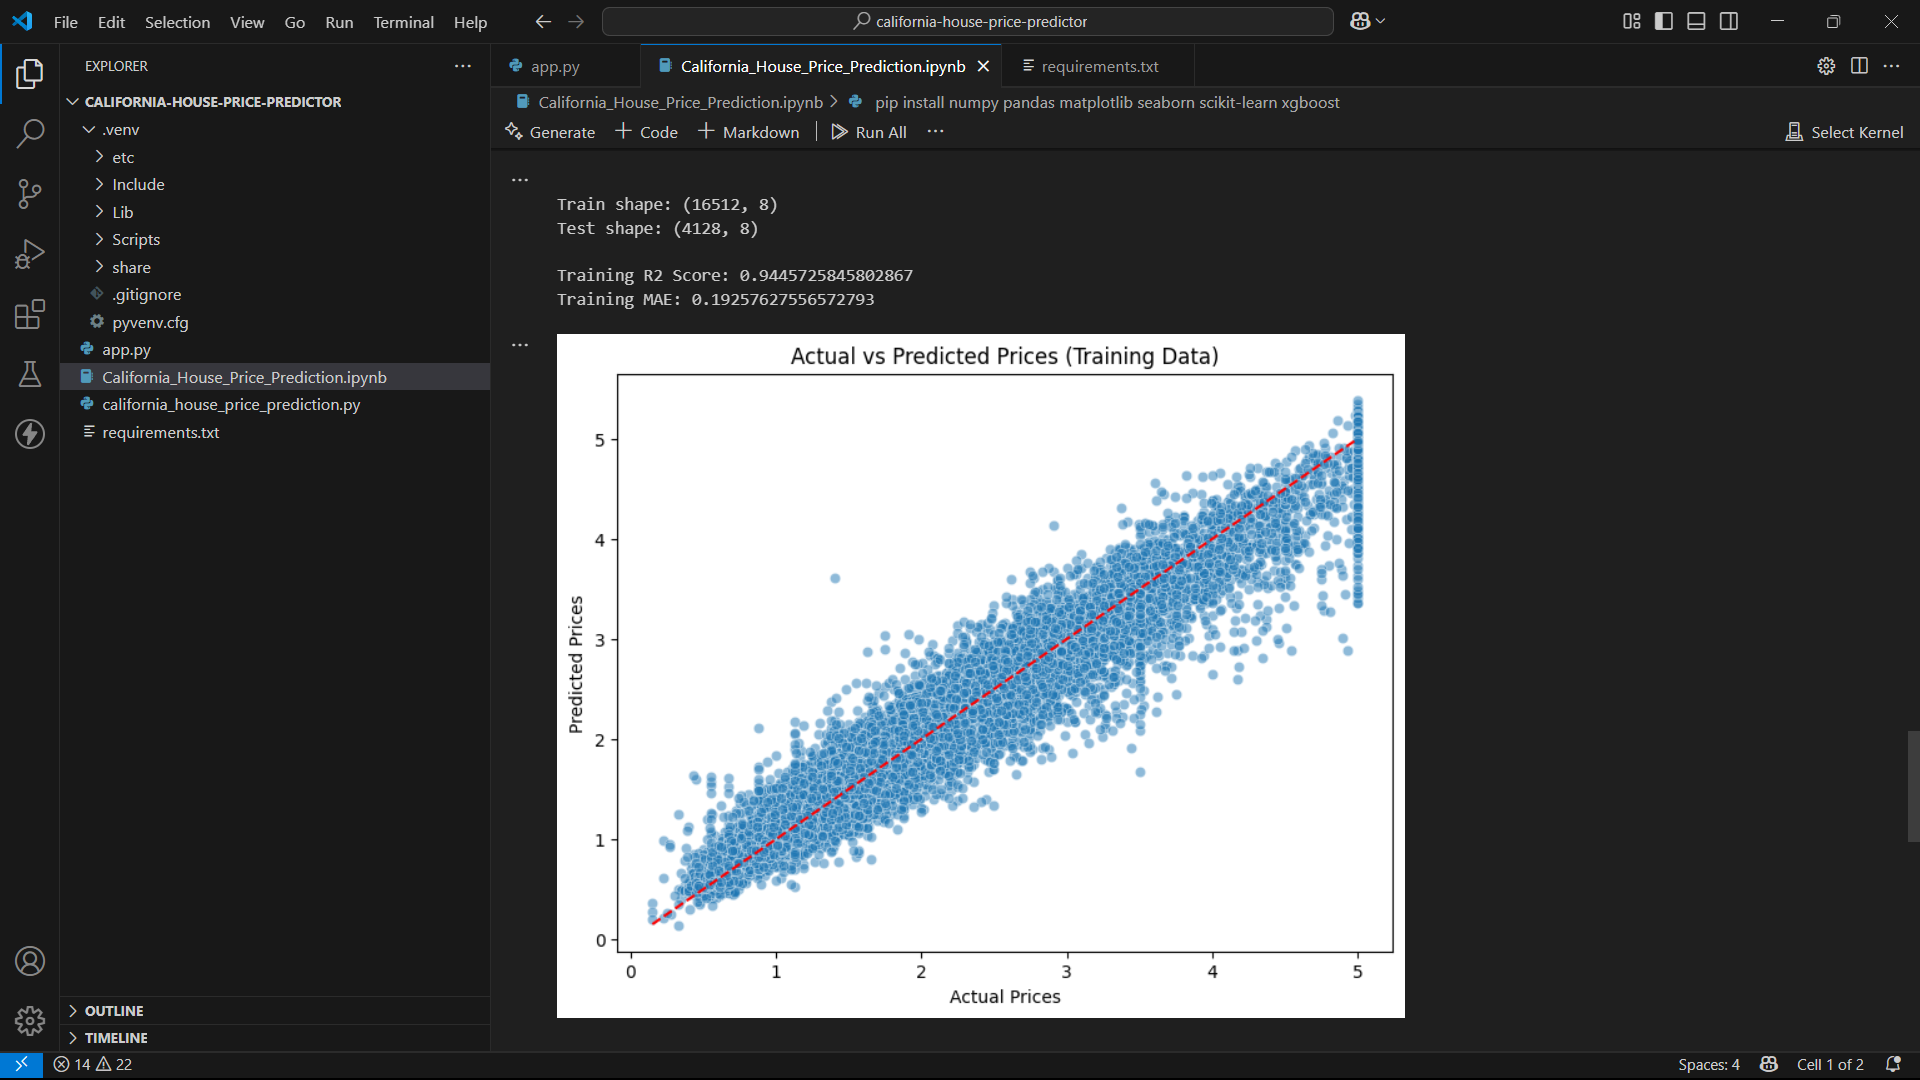 File Edit Selection View Go Run Terminal Help
california-house-price-predictor
EXPLORER
CALIFORNIA-HOUSE-PRICE-PREDICTOR
.venv
etc
Include
Lib
Scripts
share
.gitignore
pyvenv.cfg
app.py
California_House_Price_Prediction.ipynb
california_house_price_prediction.py
requirements.txt
OUTLINE
TIMELINE
app.py California_House_Price_Prediction.ipynb requirements.txt
California_House_Price_Prediction.ipynb > pip install numpy pandas matplotlib seaborn scikit-learn xgboost
Generate + Code + Markdown Run All ...
Select Kernel
Train shape: (16512, 8)
Test shape: (4128, 8)
Training R2 Score: 0.9445725845802867
Training MAE: 0.19257627556572793
Actual vs Predicted Prices (Training Data)
Predicted Prices
5
4
3
2
1
0
0 1 2 3 4 5
Actual Prices
14 22
Spaces: 4 Cell 1 of 2